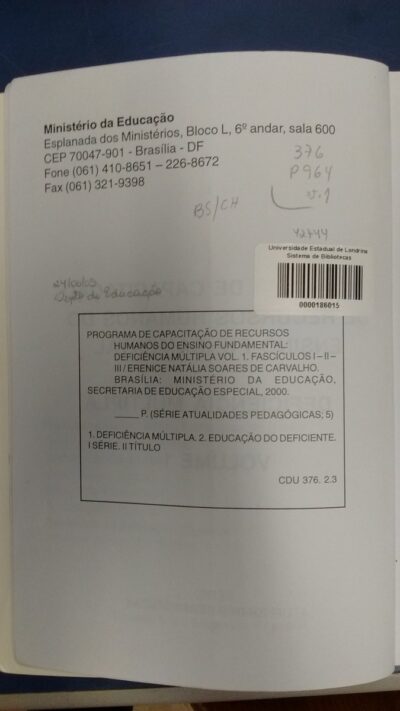 Ministério da Educação
Esplanada dos Ministérios, Bloco L, 6º andar, sala 600
CEP 70047-901 - Brasília - DF
Fone (061) 410-8651 – 226-8672
Fax (061) 321-9398
376
P964
v.1
BS/CH
42444
Universidade Estadual de Londrina
Sistema de Bibliotecas
0000186015
Depto de Educação
PROGRAMA DE CAPACITAÇÃO DE RECURSOS
HUMANOS DO ENSINO FUNDAMENTAL:
DEFICIÊNCIA MÚLTIPLA VOL. 1. FASCÍCULOS I – II –
III / ERENICE NATÁLIA SOARES DE CARVALHO.
BRASÍLIA: MINISTÉRIO DA EDUCAÇÃO,
SECRETARIA DE EDUCAÇÃO ESPECIAL, 2000.
_____ P. (SÉRIE ATUALIDADES PEDAGÓGICAS; 5)
1. DEFICIÊNCIA MÚLTIPLA. 2. EDUCAÇÃO DO DEFICIENTE.
I SÉRIE. II TÍTULO
CDU 376. 2.3